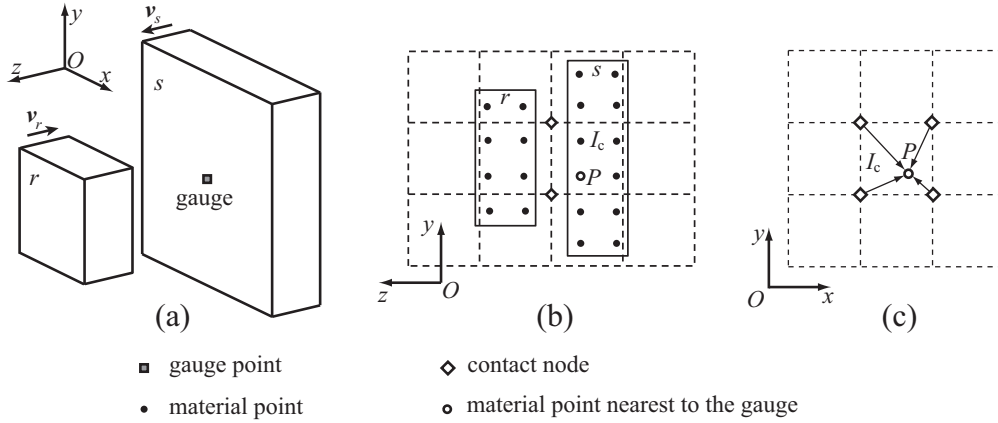 y
O
z
x
v_s
s
v_r
r
gauge
(a)
r
s
I_c
P
y
z
O
(b)
P
I_c
y
O
x
(c)
gauge point
contact node
material point
material point nearest to the gauge